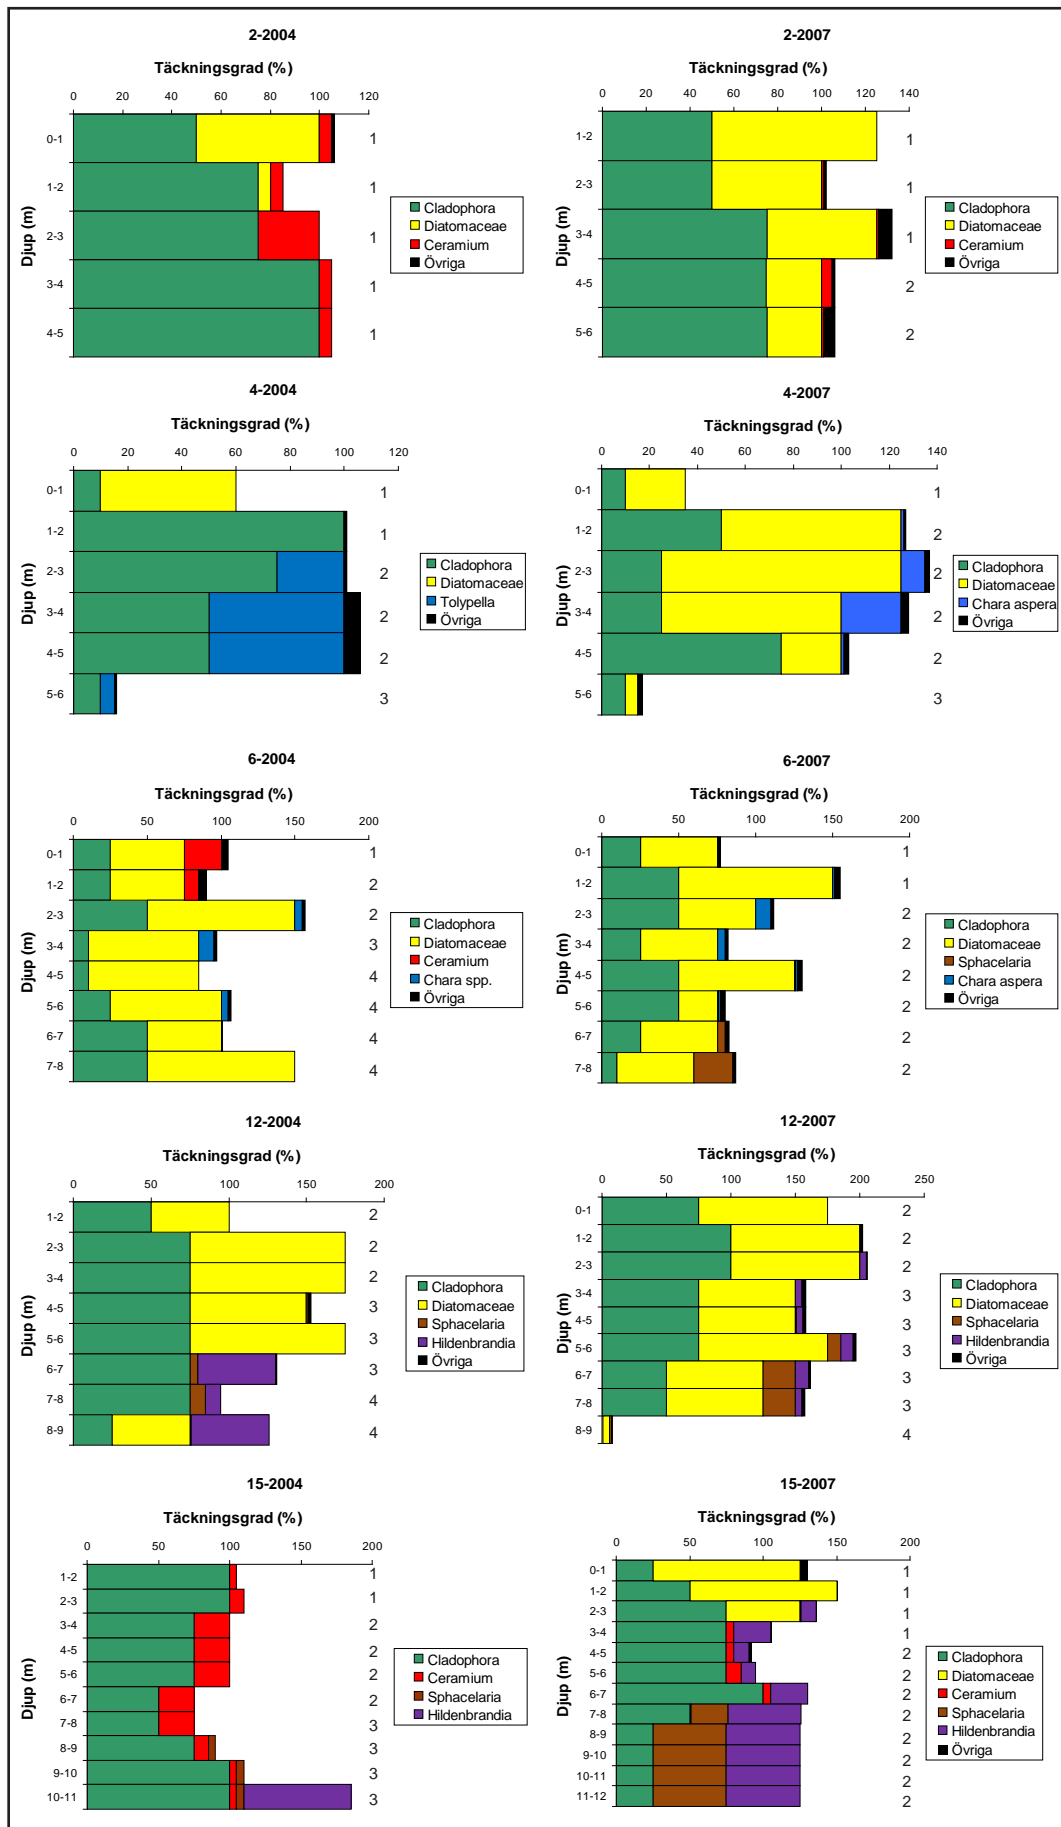 2-2004
Täckningsgrad (%)
0 20 40 60 80 100 120
Djup (m)
0-1 1
1-2 1
2-3 1
3-4 1
4-5 1
Cladophora
Diatomaceae
Ceramium
Övriga
2-2007
Täckningsgrad (%)
0 20 40 60 80 100 120 140
Djup (m)
1-2 1
2-3 1
3-4 1
4-5 2
5-6 2
Cladophora
Diatomaceae
Ceramium
Övriga
4-2004
Täckningsgrad (%)
0 20 40 60 80 100 120
Djup (m)
0-1 1
1-2 1
2-3 2
3-4 2
4-5 2
5-6 3
Cladophora
Diatomaceae
Tolypella
Övriga
4-2007
Täckningsgrad (%)
0 20 40 60 80 100 120 140
Djup (m)
0-1 1
1-2 2
2-3 2
3-4 2
4-5 2
5-6 3
Cladophora
Diatomaceae
Chara aspera
Övriga
6-2004
Täckningsgrad (%)
0 50 100 150 200
Djup (m)
0-1 1
1-2 2
2-3 2
3-4 3
4-5 4
5-6 4
6-7 4
7-8 4
Cladophora
Diatomaceae
Ceramium
Chara spp.
Övriga
6-2007
Täckningsgrad (%)
0 50 100 150 200
Djup (m)
0-1 1
1-2 1
2-3 2
3-4 2
4-5 2
5-6 2
6-7 2
7-8 2
Cladophora
Diatomaceae
Sphacelaria
Chara aspera
Övriga
12-2004
Täckningsgrad (%)
0 50 100 150 200
Djup (m)
1-2 2
2-3 2
3-4 2
4-5 3
5-6 3
6-7 3
7-8 4
8-9 4
Cladophora
Diatomaceae
Sphacelaria
Hildenbrandia
Övriga
12-2007
Täckningsgrad (%)
0 50 100 150 200 250
Djup (m)
0-1 2
1-2 2
2-3 2
3-4 3
4-5 3
5-6 3
6-7 3
7-8 3
8-9 4
Cladophora
Diatomaceae
Sphacelaria
Hildenbrandia
Övriga
15-2004
Täckningsgrad (%)
0 50 100 150 200
Djup (m)
1-2 1
2-3 1
3-4 2
4-5 2
5-6 2
6-7 2
7-8 3
8-9 3
9-10 3
10-11 3
Cladophora
Ceramium
Sphacelaria
Hildenbrandia
15-2007
Täckningsgrad (%)
0 50 100 150 200
Djup (m)
0-1 1
1-2 1
2-3 1
3-4 1
4-5 2
5-6 2
6-7 2
7-8 2
8-9 2
9-10 2
10-11 2
11-12 2
Cladophora
Diatomaceae
Ceramium
Sphacelaria
Hildenbrandia
Övriga